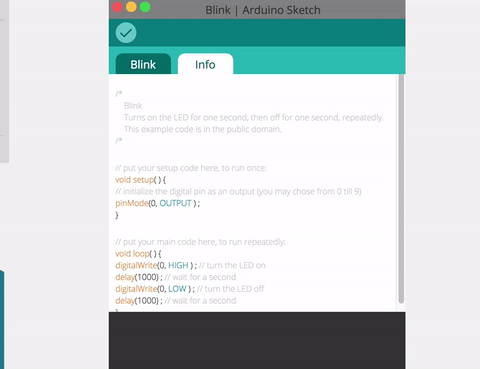 Blink | Arduino Sketch
Blink
Info
/*
Blink
Turns on the LED for one second, then off for one second, repeatedly.
This example code is in the public domain.
/*
// put your setup code here, to run once:
void setup( ) {
// initialize the digital pin as an output (you may chose from 0 till 9)
pinMode(0, OUTPUT ) ;
}
// put your main code here, to run repeatedly:
void loop( ) {
digitalWrite(0, HIGH ) ; // turn the LED on
delay(1000) ; // wait for a second
digitalWrite(0, LOW ) ; // turn the LED off
delay(1000) ; // wait for a second
}